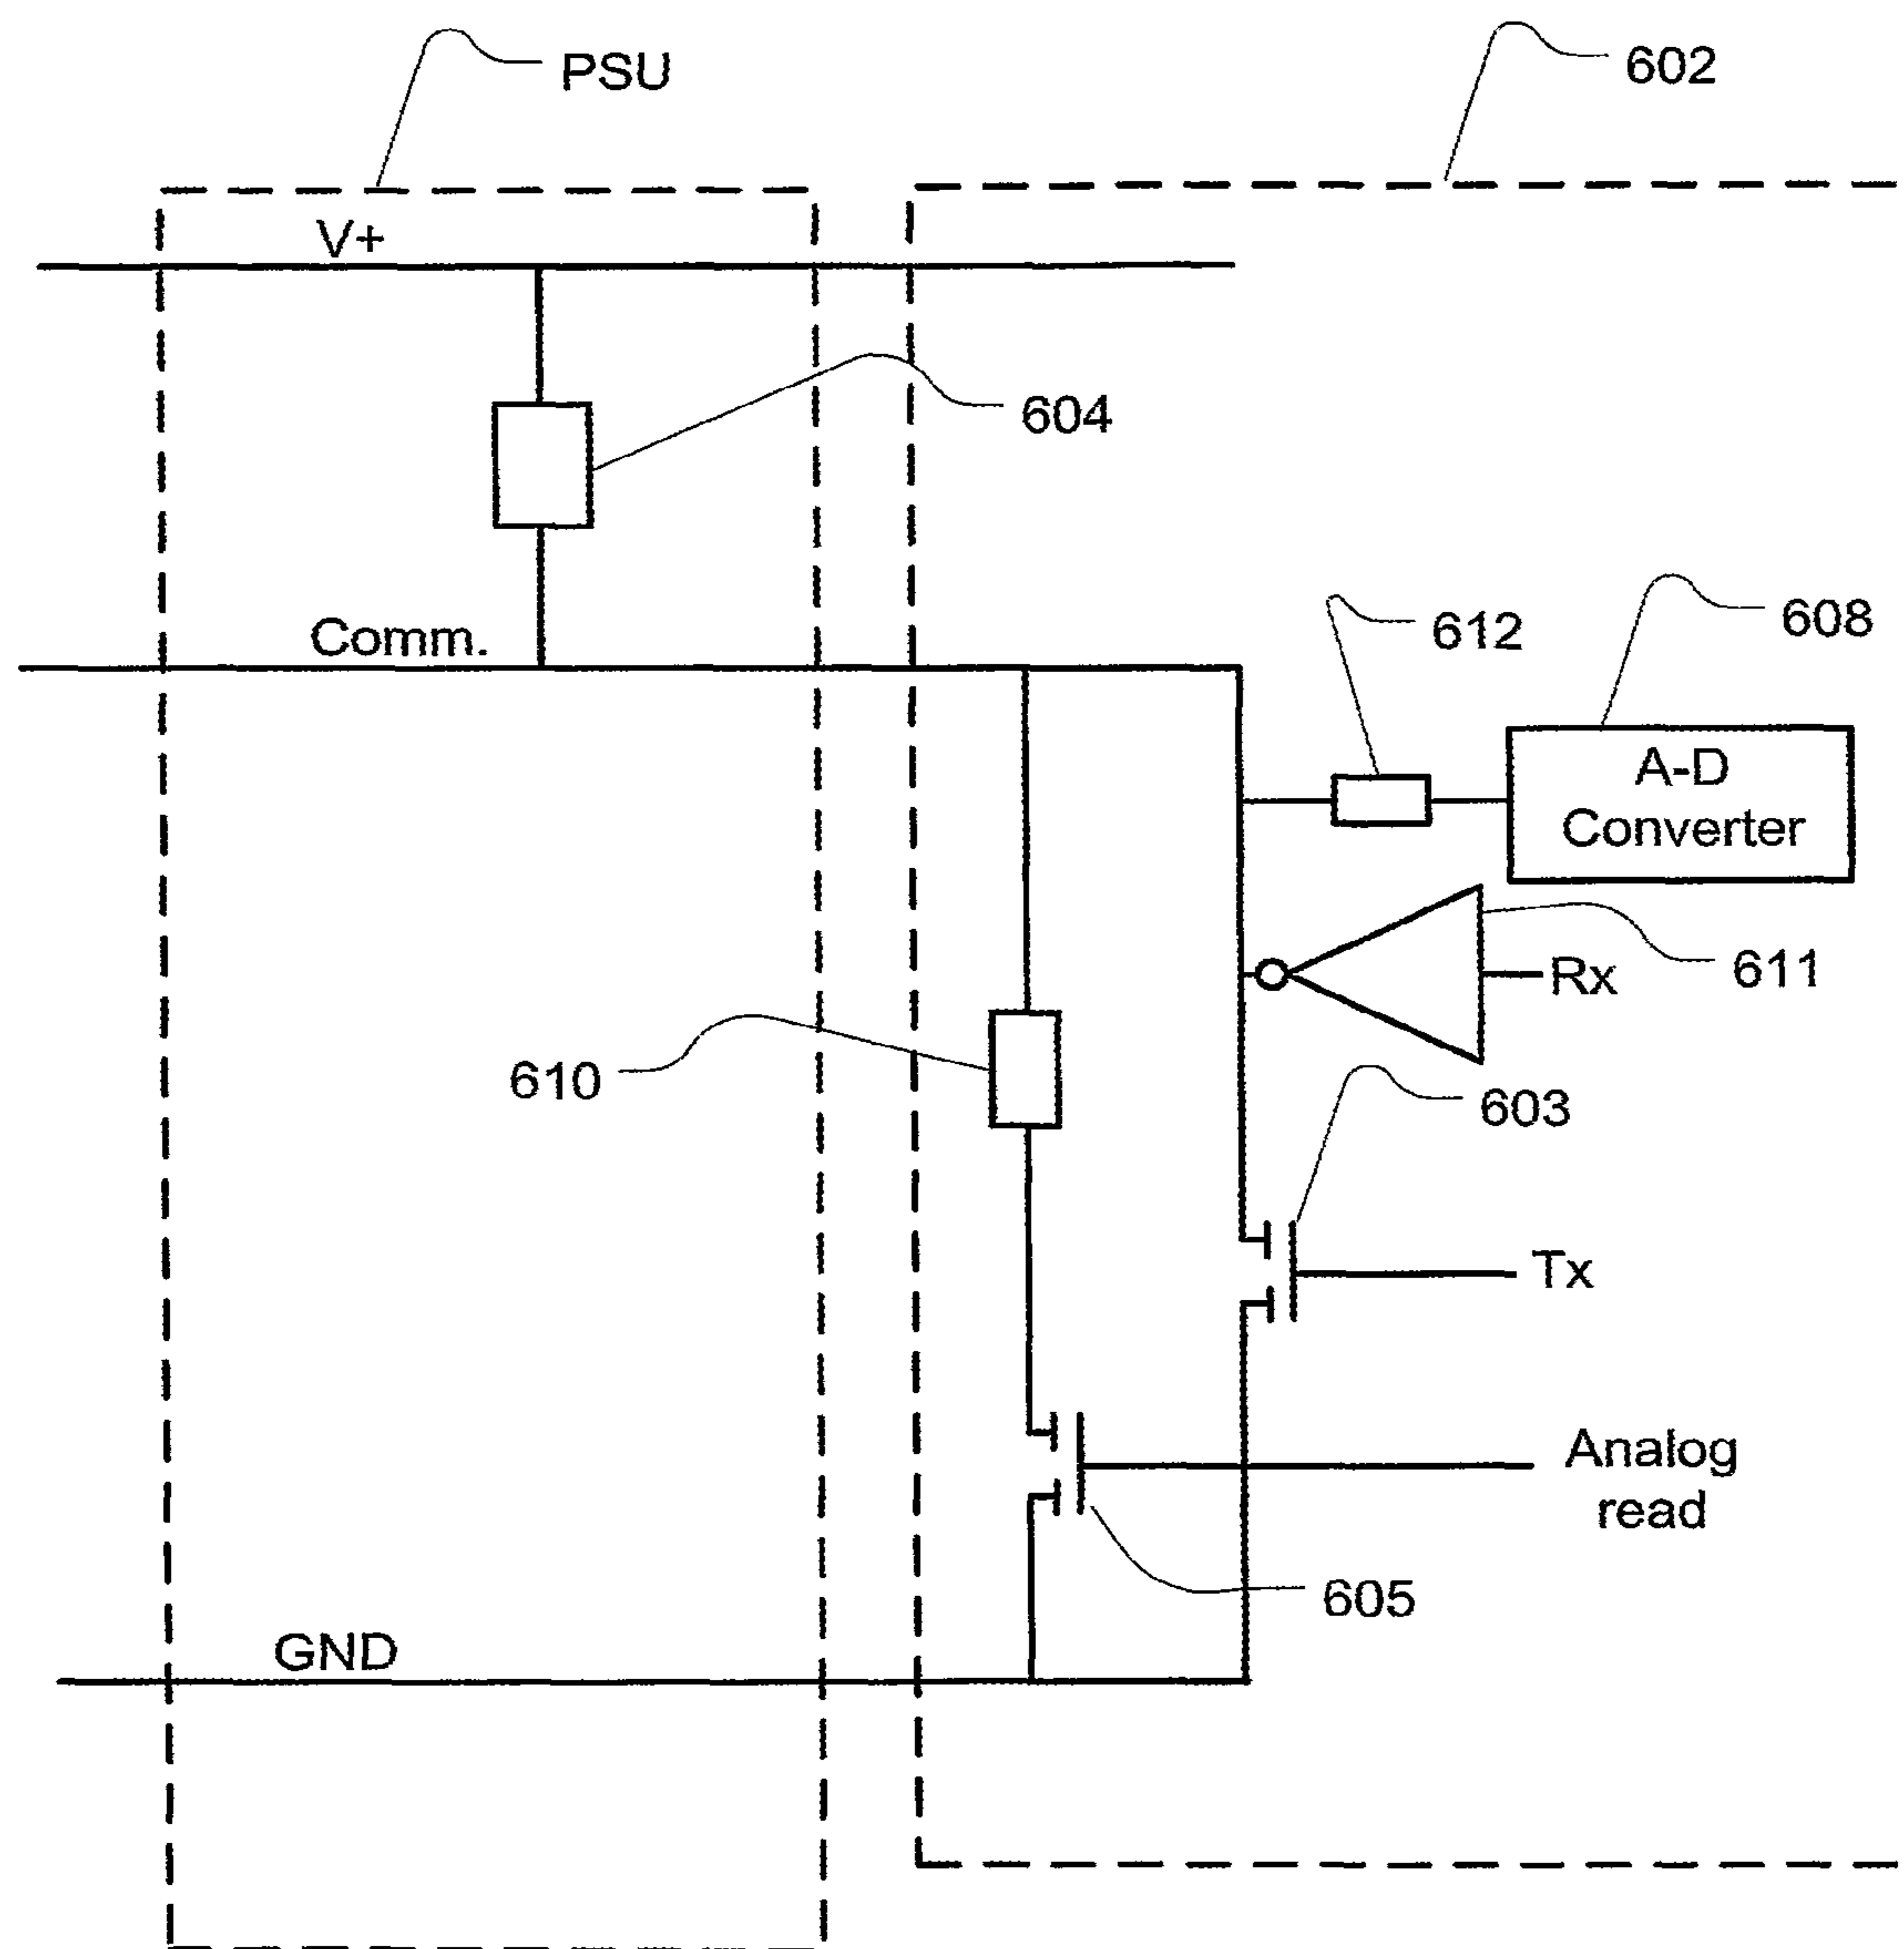 PSU
602
V+
604
Comm.
612
608
A-D
Converter
Rx
611
610
603
Tx
Analog
read
605
GND